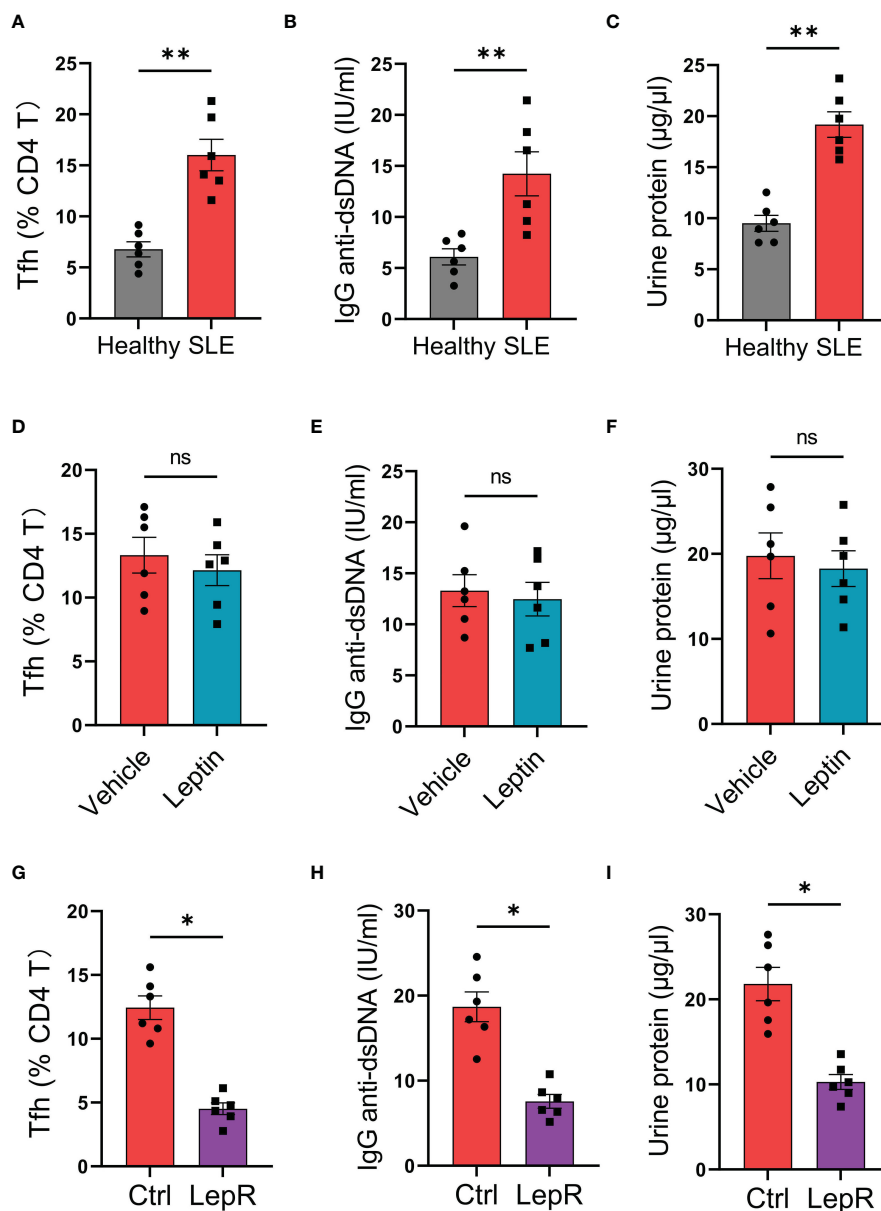 A
B
C
**
**
**
Tfh (% CD4 T)
25
20
15
10
5
0
Healthy SLE
IgG anti-dsDNA (IU/ml)
25
20
15
10
5
0
Healthy SLE
Urine protein (µg/µl)
25
20
15
10
5
0
Healthy SLE
D
E
F
ns
ns
ns
Tfh (% CD4 T)
20
15
10
5
0
Vehicle
Leptin
IgG anti-dsDNA (IU/ml)
25
20
15
10
5
0
Vehicle
Leptin
Urine protein (µg/µl)
30
20
10
0
Vehicle
Leptin
G
H
I
*
*
*
Tfh (% CD4 T)
20
15
10
5
0
Ctrl LepR
IgG anti-dsDNA (IU/ml)
30
20
10
0
Ctrl LepR
Urine protein (µg/µl)
30
20
10
0
Ctrl LepR